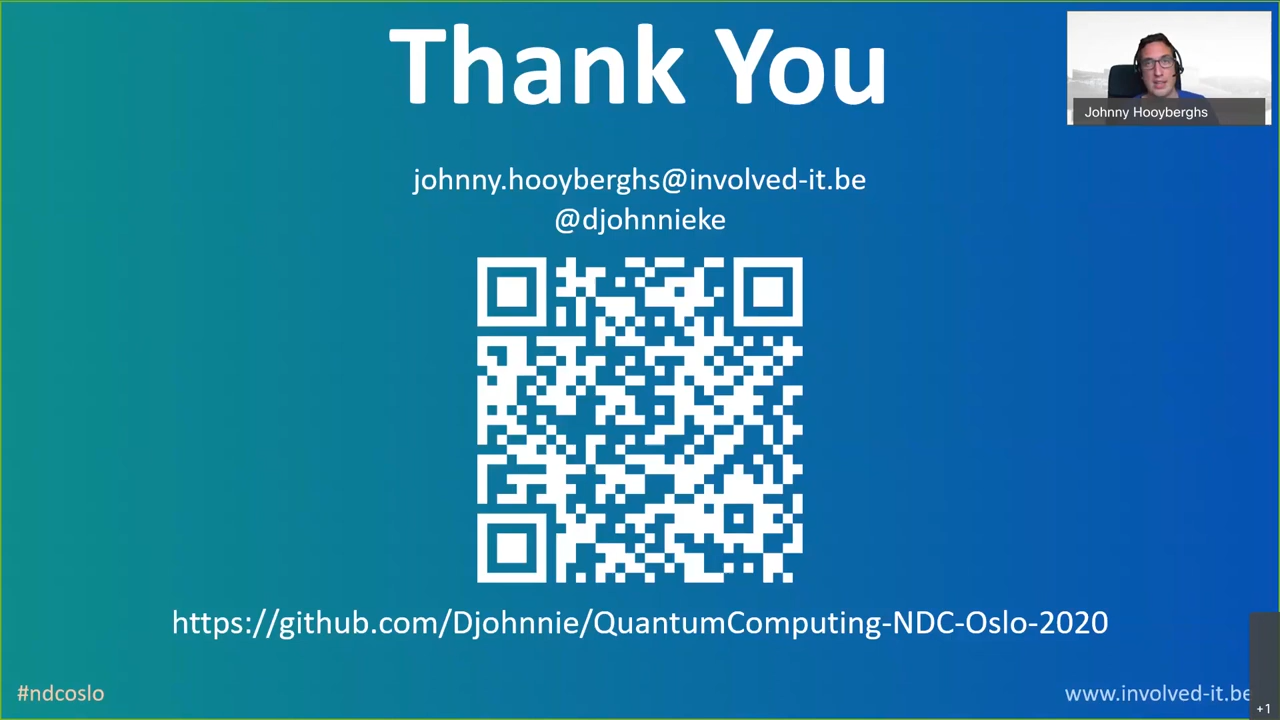 Thank You
Johnny Hooyberghs
johnny.hooyberghs@involved-it.be
@djohnnieke
https://github.com/Djohnnie/QuantumComputing-NDC-Oslo-2020
#ndcoslo
www.involved-it.be
+1